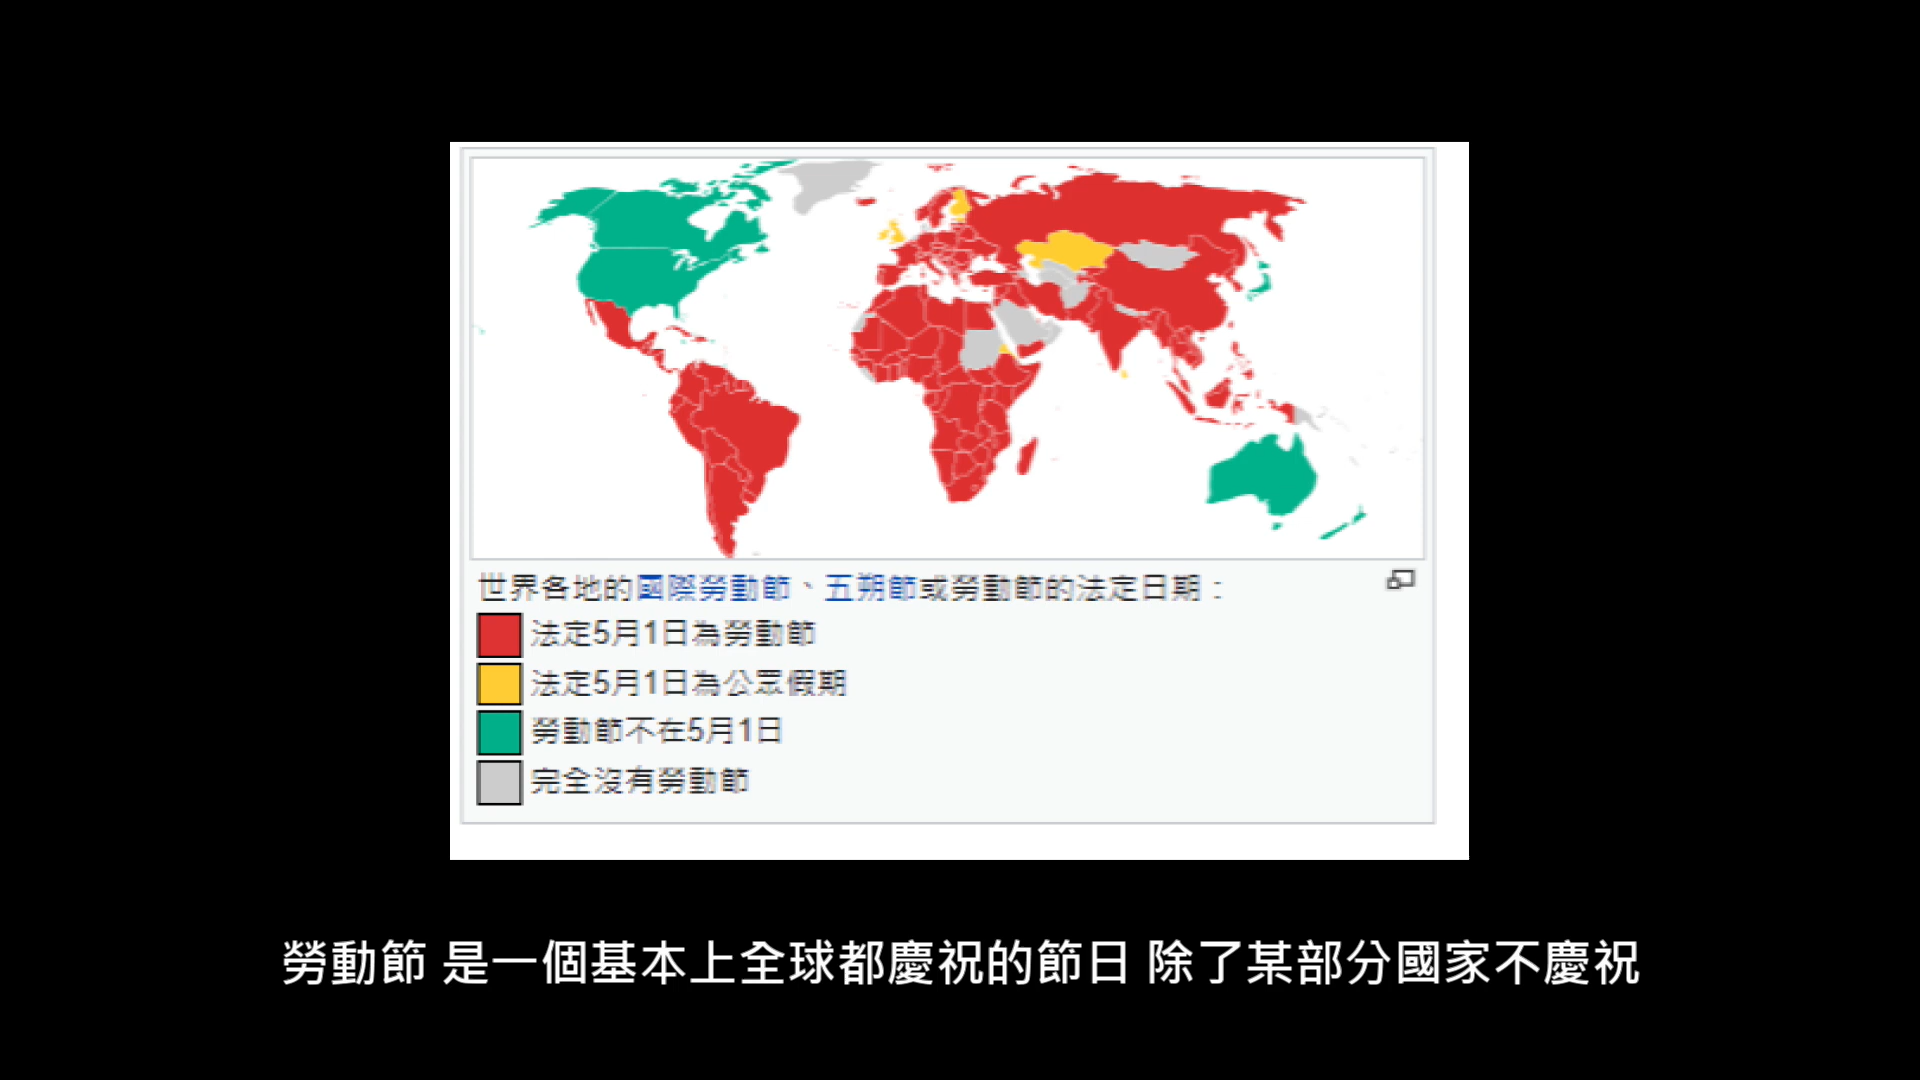 世界各地的國際勞動節、五朔節或勞動節的法定日期：
法定5月1日為勞動節
法定5月1日為公眾假期
勞動節不在5月1日
完全沒有勞動節
勞動節 是一個基本上全球都慶祝的節日 除了某部分國家不慶祝